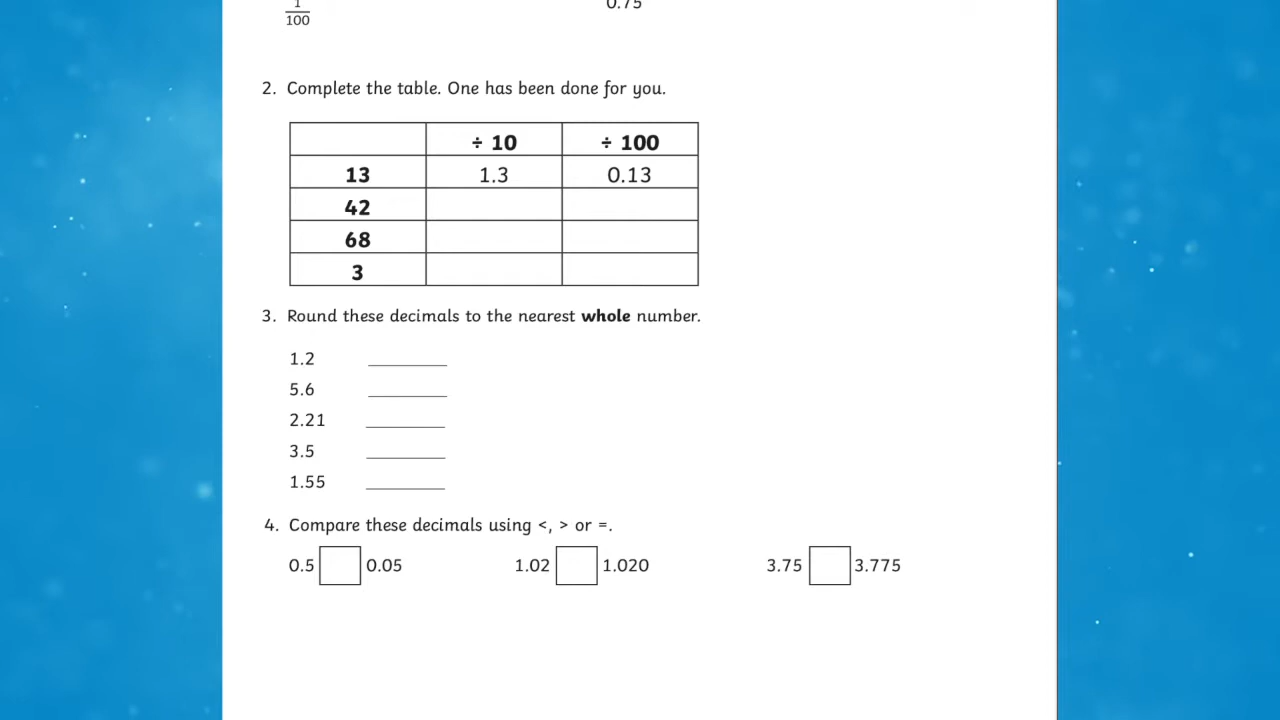 1
100
0.75
2. Complete the table. One has been done for you.
÷ 10 ÷ 100
13 1.3 0.13
42
68
3
3. Round these decimals to the nearest whole number.
1.2
5.6
2.21
3.5
1.55
4. Compare these decimals using <, > or =.
0.5 0.05 1.02 1.020 3.75 3.775